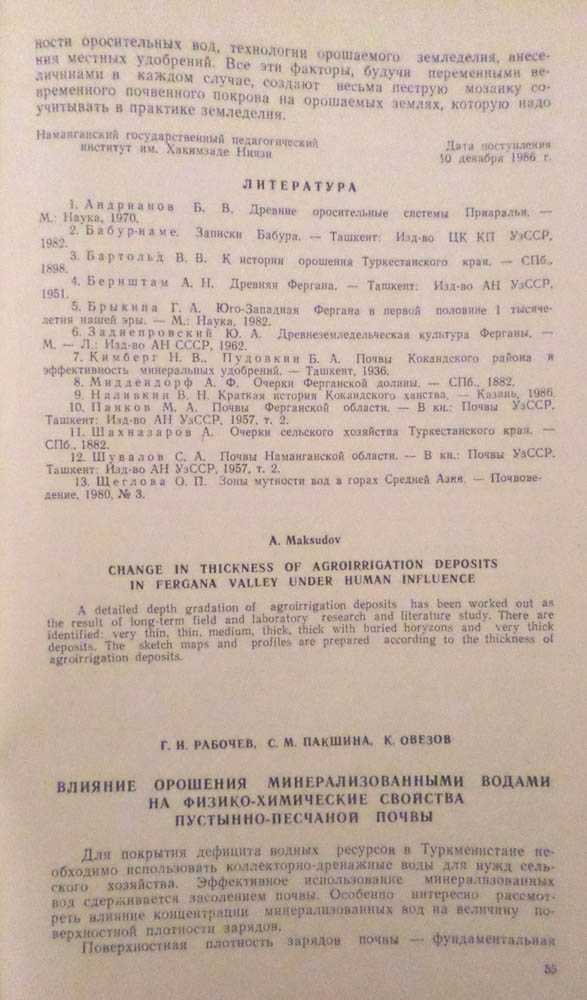 ности оросительных вод, технологии орошаемого земледелия, внесе-
ния местных удобрений. Все эти факторы, будучи переменными ве-
личинами в каждом случае, создают весьма пеструю мозаику со-
временного почвенного покрова на орошаемых землях, которую надо
учитывать в практике земледелия.
Наманганский государственный педагогический
институт им. Хакимзаде Ниязи
Дата поступления
30 декабря 1986 г.
ЛИТЕРАТУРА
1. Андрианов Б. В. Древние оросительные системы Приаралья. —
М.: Наука, 1970.
2. Бабур-наме. Записки Бабура. — Ташкент: Изд-во ЦК КП УзССР,
1982.
3. Бартольд В. В. К истории орошения Туркестанского края. — СПб.,
1898.
4. Бернштам А. Н. Древняя Фергана. — Ташкент: Изд-во АН УзССР,
1951.
5. Брыкина Г. А. Юго-Западная Фергана в первой половине 1 тысяче-
летия нашей эры. — М.: Наука, 1982.
6. Заднепровский Ю. А. Древнеземледельческая культура Ферганы. —
М. — Л.: Изд-во АН СССР, 1962.
7. Кимберг Н. В., Пудовкин Б. А. Почвы Кокандского района и
эффективность минеральных удобрений. — Ташкент, 1936.
8. Миддендорф А. Ф. Очерки Ферганской долины. — СПб., 1882.
9. Наливкин В. Н. Краткая история Кокандского ханства. — Казань, 1986.
10. Панков М. А. Почвы Ферганской области. — В кн.: Почвы УзССР.
Ташкент: Изд-во АН УзССР, 1957, т. 2.
11. Шахназаров А. Очерки сельского хозяйства Туркестанского края. —
СПб., 1882.
12. Шувалов С. А. Почвы Наманганской области. — В кн.: Почвы УзССР.
Ташкент: Изд-во АН УзССР, 1957, т. 2.
13. Щеглова О. П. Зоны мутности вод в горах Средней Азии. — Почвове-
дение, 1980, № 3.
A. Maksudov
CHANGE IN THICKNESS OF AGROIRRIGATION DEPOSITS
IN FERGANA VALLEY UNDER HUMAN INFLUENCE
A detailed depth gradation of agroirrigation deposits has been worked out as
the result of long-term field and laboratory research and literature study. There are
identified: very thin, thin, medium, thick, thick with buried horyzons and very thick
deposits. The sketch maps and profiles are prepared according to the thickness of
agroirrigation deposits.
Г. И. РАБОЧЕВ, С. М. ПАКШИНА, К. ОВЕЗОВ
ВЛИЯНИЕ ОРОШЕНИЯ МИНЕРАЛИЗОВАННЫМИ ВОДАМИ
НА ФИЗИКО-ХИМИЧЕСКИЕ СВОЙСТВА
ПУСТЫННО-ПЕСЧАНОЙ ПОЧВЫ
Для покрытия дефицита водных ресурсов в Туркменистане не-
обходимо использовать коллекторно-дренажные воды для нужд сель-
ского хозяйства. Эффективное использование минерализованных
вод сдерживается засолением почвы. Особенно интересно рассмот-
реть влияние концентрации минерализованных вод на величину по-
верхностной плотности зарядов.
Поверхностная плотность зарядов почвы — фундаментальная
55